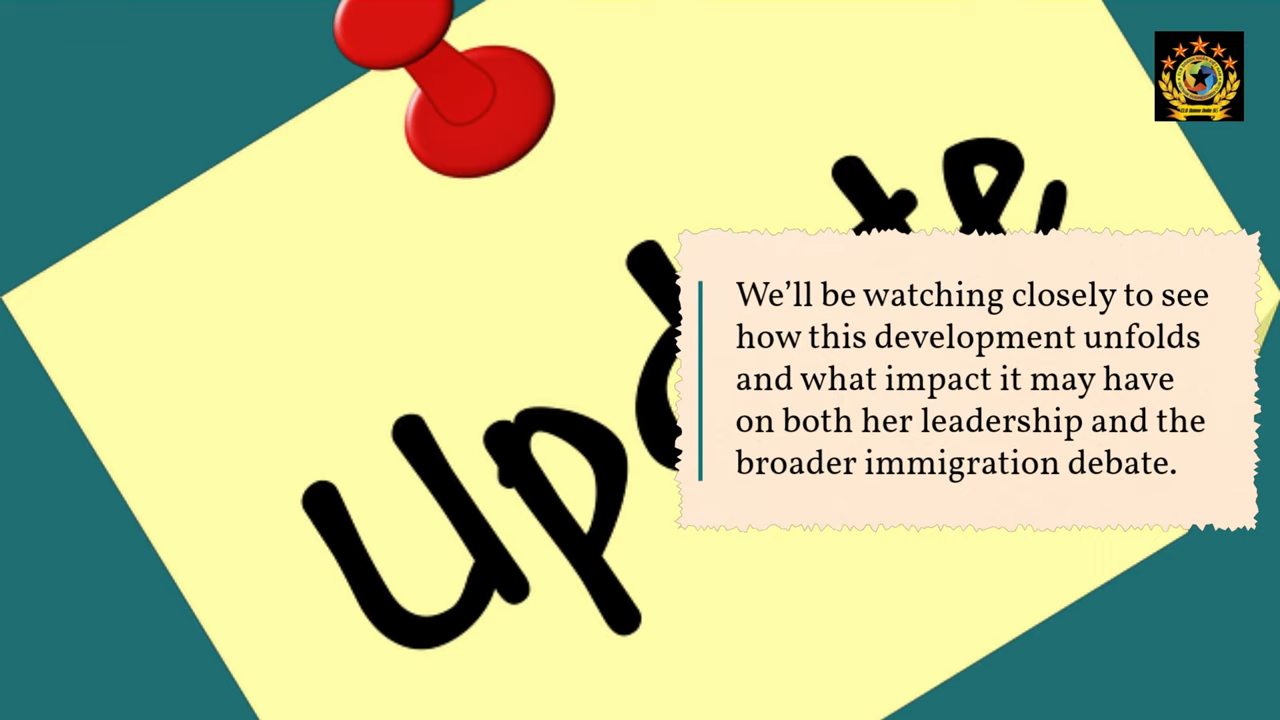 We’ll be watching closely to see
how this development unfolds
and what impact it may have
on both her leadership and the
broader immigration debate.